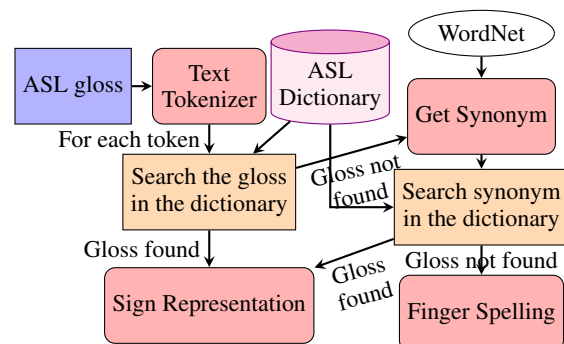 WordNet
ASL gloss
Text
Tokenizer
ASL
Dictionary
Get Synonym
For each token
Search the gloss
in the dictionary
Gloss not
found
Search synonym
in the dictionary
Gloss found
Gloss
found
Gloss not found
Sign Representation
Finger Spelling